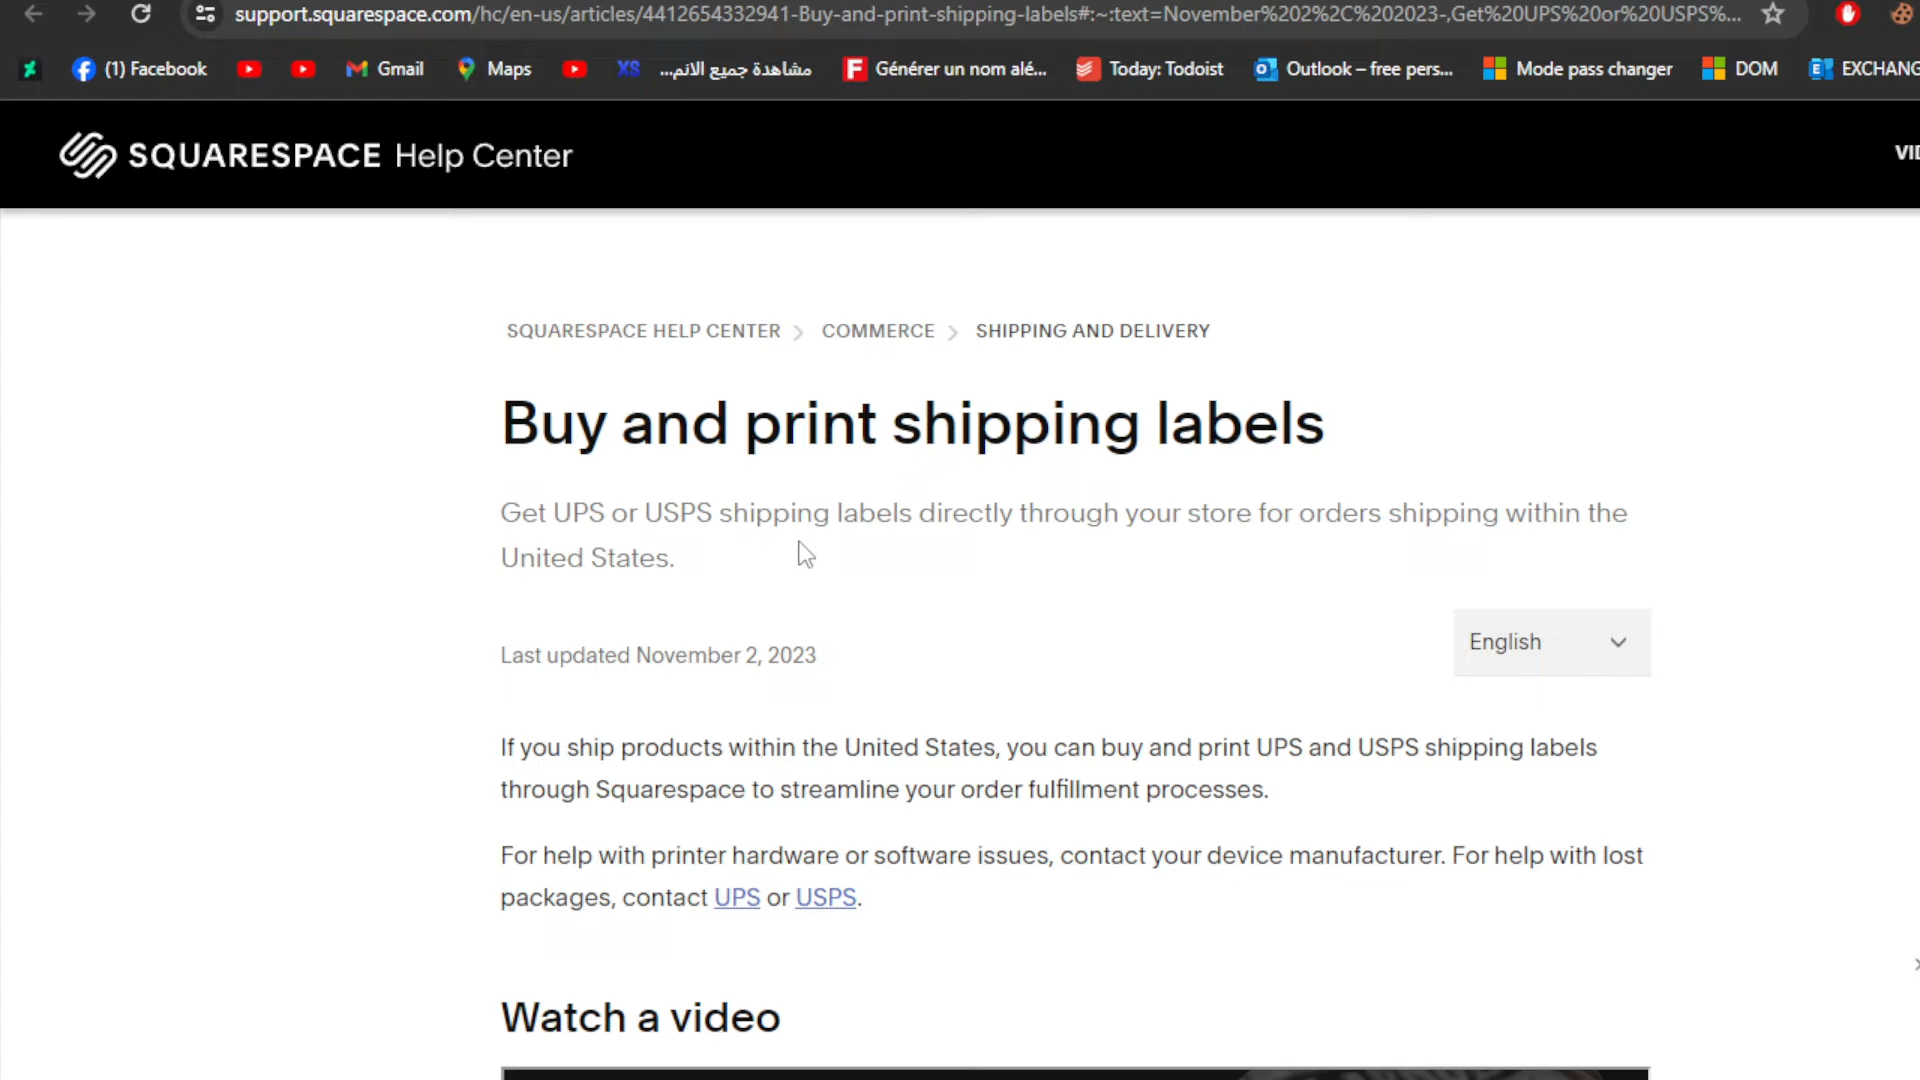 support.squarespace.com/hc/en-us/articles/4412654332941-Buy-and-print-shipping-labels#:~:text=November%202%2C%202023-,Get%20UPS%20or%20USPS%...
(1) Facebook Gmail Maps XS مشاهدة جميع الانم... Générer un nom alé... Today: Todoist Outlook – free pers... Mode pass changer DOM EXCHANG
SQUARESPACE Help Center VID
SQUARESPACE HELP CENTER > COMMERCE > SHIPPING AND DELIVERY
Buy and print shipping labels
Get UPS or USPS shipping labels directly through your store for orders shipping within the
United States.
English
Last updated November 2, 2023
If you ship products within the United States, you can buy and print UPS and USPS shipping labels
through Squarespace to streamline your order fulfillment processes.
For help with printer hardware or software issues, contact your device manufacturer. For help with lost
packages, contact UPS or USPS.
Watch a video